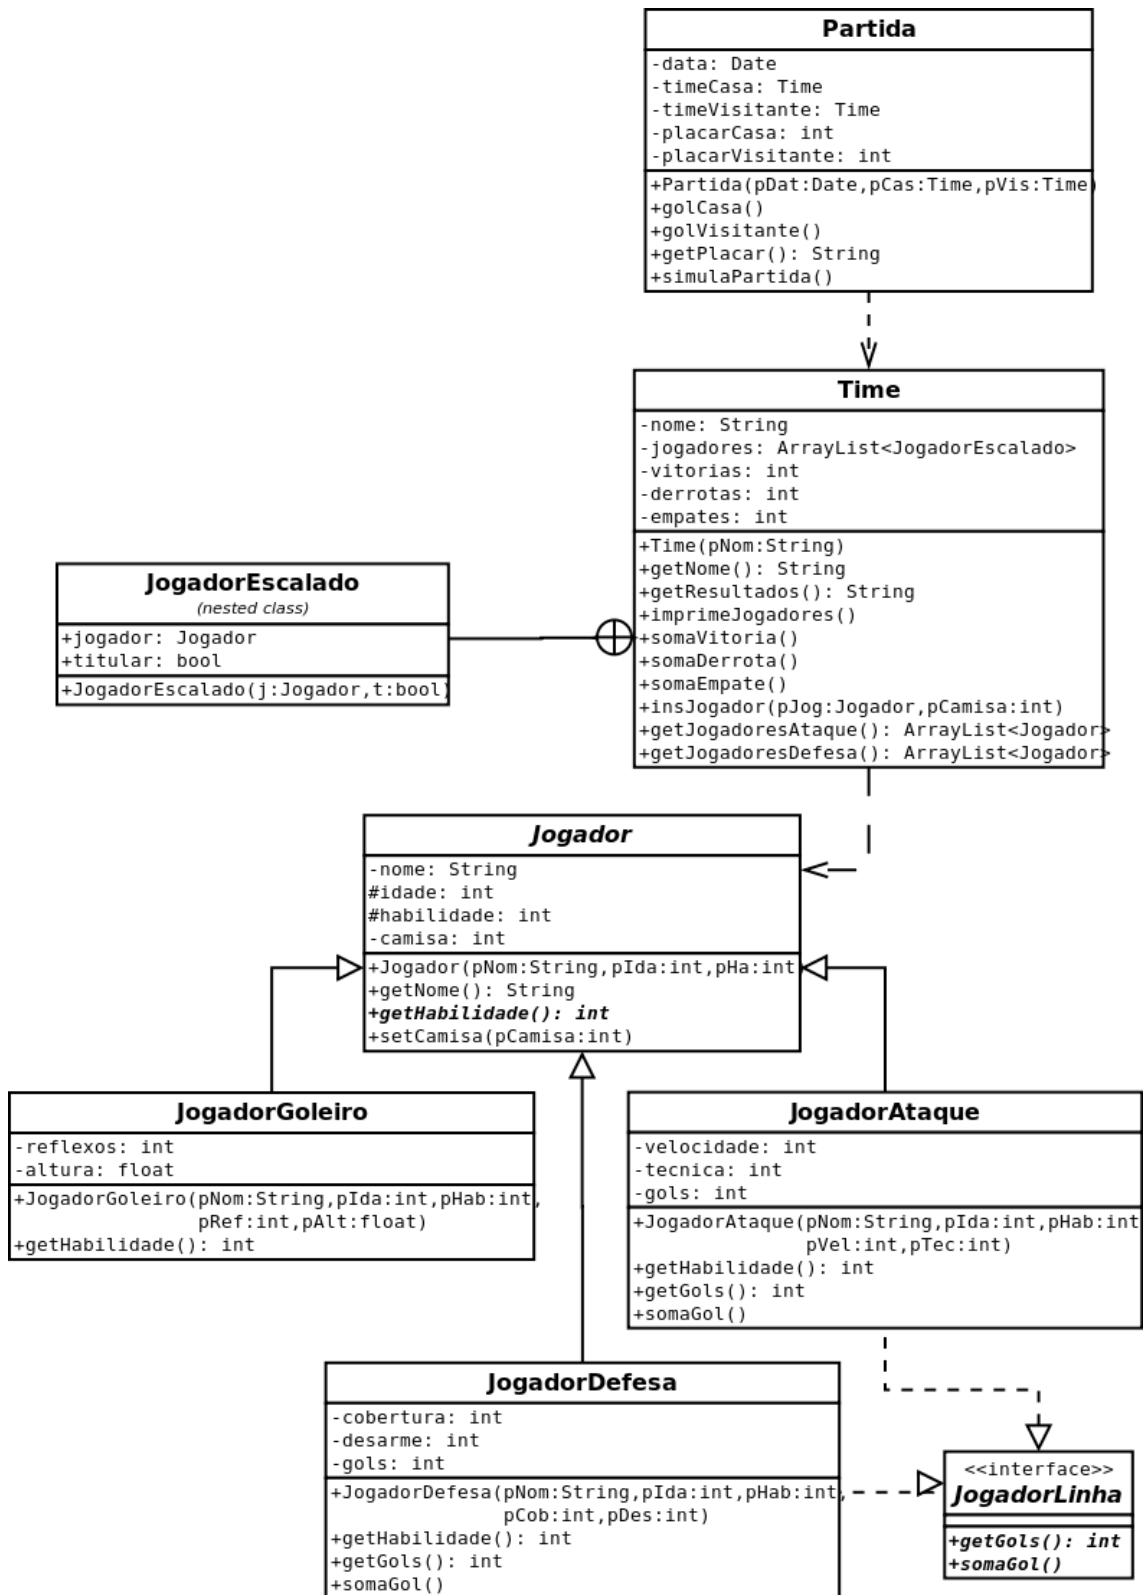 Partida
-data: Date
-timeCasa: Time
-timeVisitante: Time
-placarCasa: int
-placarVisitante: int
+Partida(pDat:Date,pCas:Time,pVis:Time)
+golCasa()
+golVisitante()
+getPlacar(): String
+simulaPartida()
Time
-nome: String
-jogadores: ArrayList<JogadorEscalado>
-vitorias: int
-derrotas: int
-empates: int
+Time(pNom:String)
+getNome(): String
+getResultados(): String
+imprimeJogadores()
+somaVitoria()
+somaDerrota()
+somaEmpate()
+insJogador(pJog:Jogador,pCamisa:int)
+getJogadoresAtaque(): ArrayList<Jogador>
+getJogadoresDefesa(): ArrayList<Jogador>
JogadorEscalado
(nested class)
+jogador: Jogador
+titular: bool
+JogadorEscalado(j:Jogador,t:bool)
Jogador
-nome: String
#idade: int
#habilidade: int
-camisa: int
+Jogador(pNom:String,pIda:int,pHa:int)
+getNome(): String
+getHabilidade(): int
+setCamisa(pCamisa:int)
JogadorGoleiro
-reflexos: int
-altura: float
+JogadorGoleiro(pNom:String,pIda:int,pHab:int,
pRef:int,pAlt:float)
+getHabilidade(): int
JogadorAtaque
-velocidade: int
-tecnica: int
-gols: int
+JogadorAtaque(pNom:String,pIda:int,pHab:int
pVel:int,pTec:int)
+getHabilidade(): int
+getGols(): int
+somaGol()
JogadorDefesa
-cobertura: int
-desarme: int
-gols: int
+JogadorDefesa(pNom:String,pIda:int,pHab:int,
pCob:int,pDes:int)
+getHabilidade(): int
+getGols(): int
+somaGol()
<<interface>>
JogadorLinha
+getGols(): int
+somaGol()